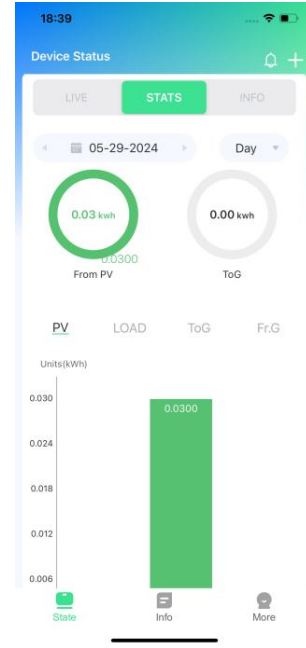 18:39
Device Status
LIVE STATS INFO
05-29-2024 Day
0.03 kwh 0.00 kwh
0.0300
From PV ToG
PV LOAD ToG Fr.G
Units(kWh)
0.030
0.0300
0.024
0.018
0.012
0.006
State Info More